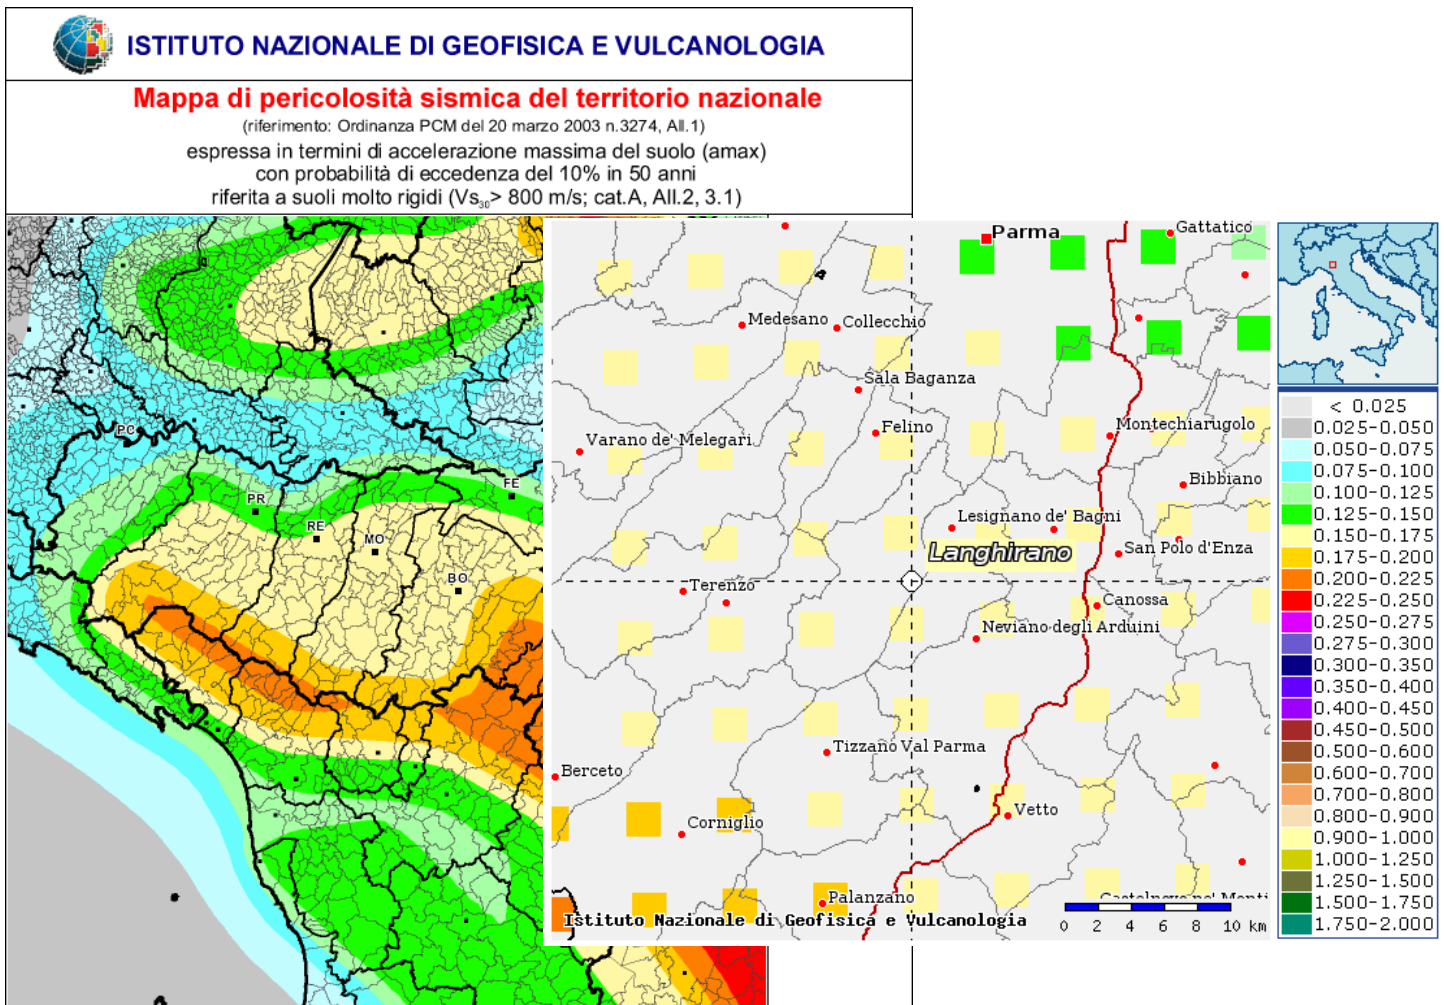 ISTITUTO NAZIONALE DI GEOFISICA E VULCANOLOGIA
Mappa di pericolosità sismica del territorio nazionale
(riferimento: Ordinanza PCM del 20 marzo 2003 n.3274, All.1)
espressa in termini di accelerazione massima del suolo (amax)
con probabilità di eccedenza del 10% in 50 anni
riferita a suoli molto rigidi (Vs₃₀> 800 m/s; cat.A, All.2, 3.1)
PC
PR
RE
MO
BO
FE
Parma
Gattatico
Medesano
Collecchio
Sala Baganza
Felino
Montechiarugolo
Varano de' Melegari
Bibbiano
Lesignano de' Bagni
Langhirano
San Polo d'Enza
Terenzo
Canossa
Neviano degli Arduini
Tizzano Val Parma
Berceto
Vetto
Corniglio
Palanzano
Istituto Nazionale di Geofisica e Vulcanologia
0 2 4 6 8 10 km
< 0.025
0.025-0.050
0.050-0.075
0.075-0.100
0.100-0.125
0.125-0.150
0.150-0.175
0.175-0.200
0.200-0.225
0.225-0.250
0.250-0.275
0.275-0.300
0.300-0.350
0.350-0.400
0.400-0.450
0.450-0.500
0.500-0.600
0.600-0.700
0.700-0.800
0.800-0.900
0.900-1.000
1.000-1.250
1.250-1.500
1.500-1.750
1.750-2.000